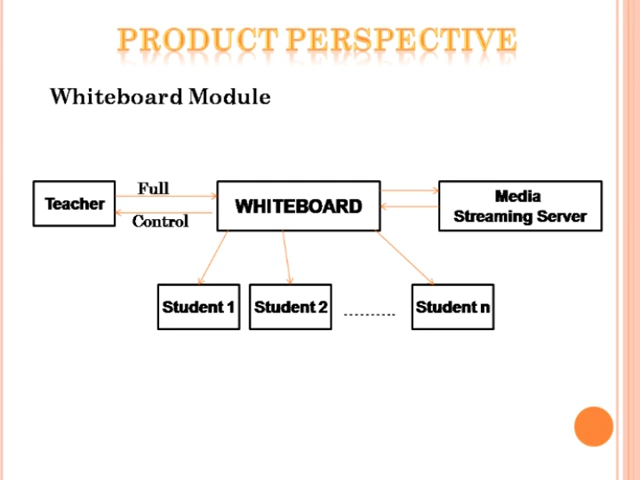 PRODUCT PERSPECTIVE
Whiteboard Module
Full
Teacher
Control
WHITEBOARD
Media
Streaming Server
Student 1
Student 2
...........
Student n